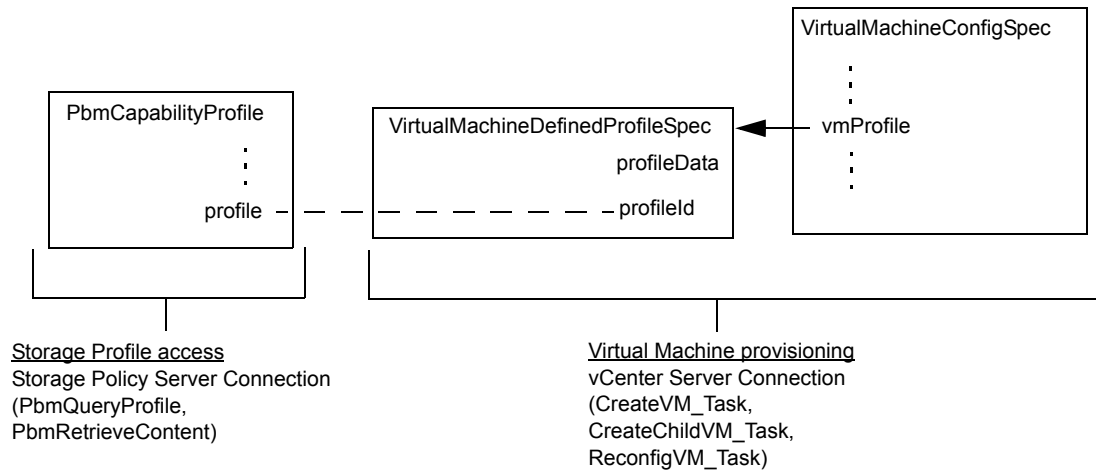 VirtualMachineConfigSpec
vmProfile
PbmCapabilityProfile
profile
VirtualMachineDefinedProfileSpec
profileData
profileId
Storage Profile access
Storage Policy Server Connection
(PbmQueryProfile,
PbmRetrieveContent)
Virtual Machine provisioning
vCenter Server Connection
(CreateVM_Task,
CreateChildVM_Task,
ReconfigVM_Task)